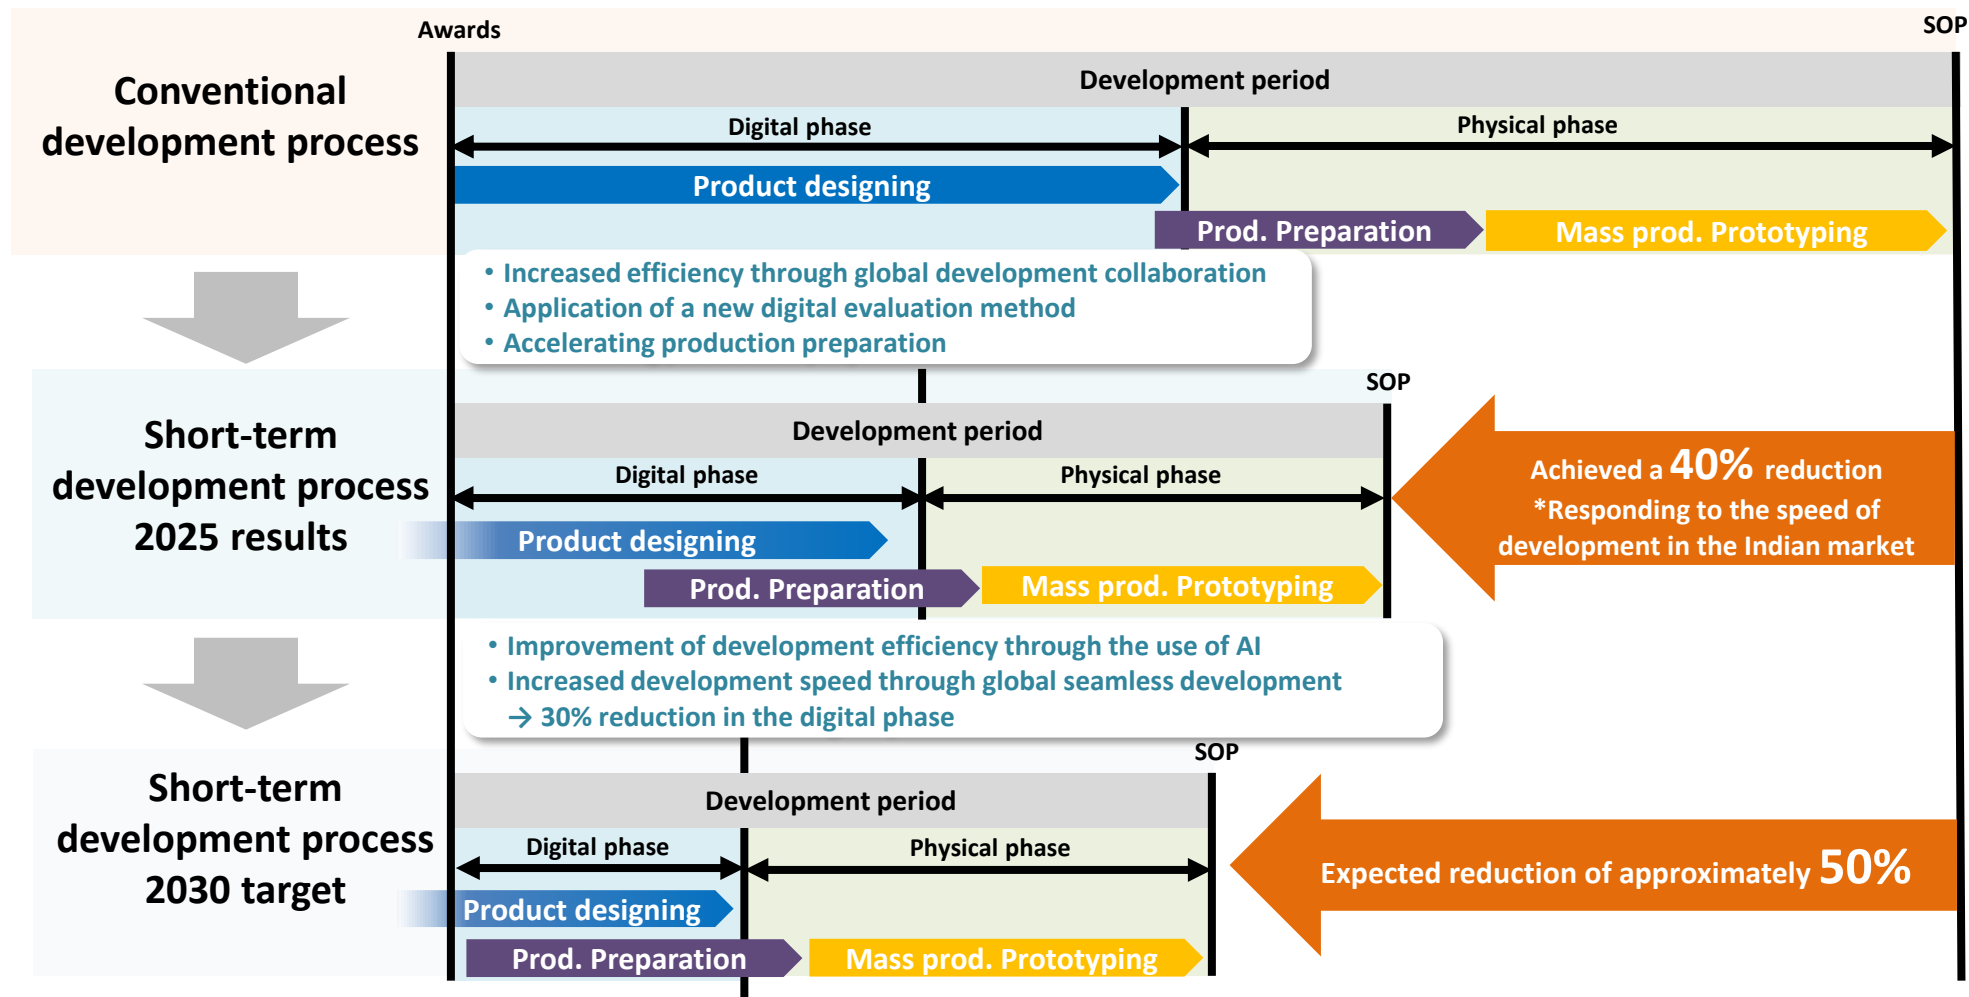 Awards
SOP
Conventional
development process
Development period
Digital phase
Physical phase
Product designing
Prod. Preparation
Mass prod. Prototyping
• Increased efficiency through global development collaboration
• Application of a new digital evaluation method
• Accelerating production preparation
SOP
Short-term
development process
2025 results
Development period
Digital phase
Physical phase
Product designing
Prod. Preparation
Mass prod. Prototyping
Achieved a 40% reduction
*Responding to the speed of
development in the Indian market
• Improvement of development efficiency through the use of AI
• Increased development speed through global seamless development
→ 30% reduction in the digital phase
SOP
Short-term
development process
2030 target
Development period
Digital phase
Physical phase
Product designing
Prod. Preparation
Mass prod. Prototyping
Expected reduction of approximately 50%